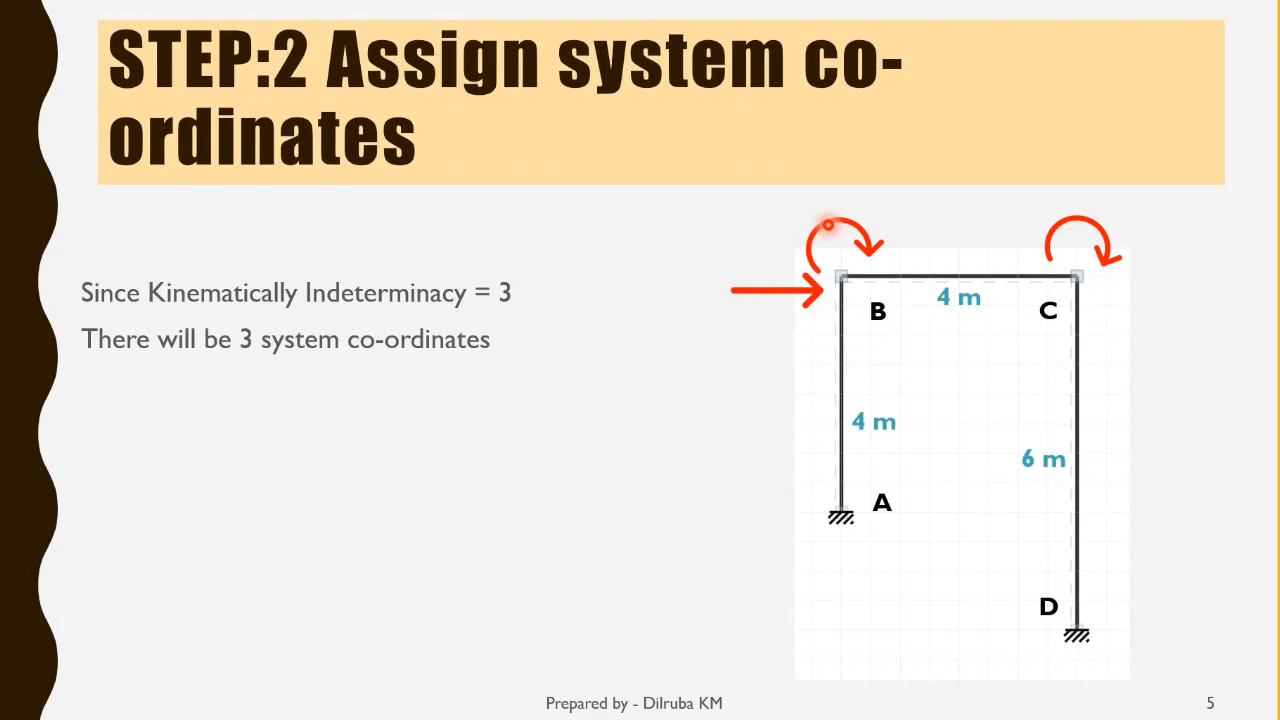 STEP:2 Assign system co-
ordinates
Since Kinematically Indeterminacy = 3
There will be 3 system co-ordinates
B
4 m
C
4 m
6 m
A
D
Prepared by - Dilruba KM
5